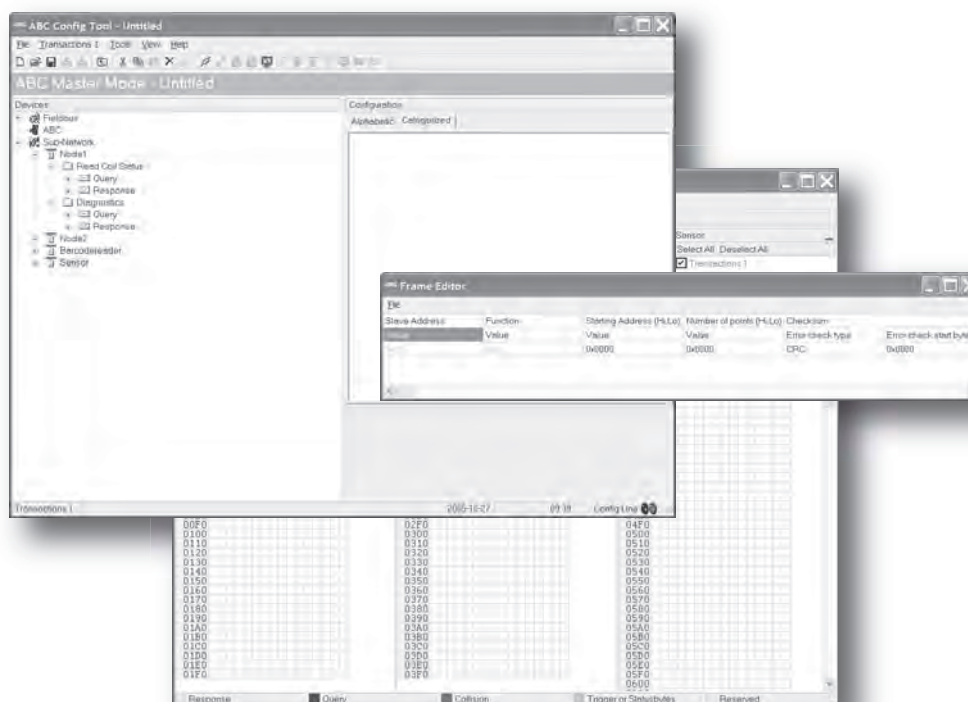 ABC Config Tool - Untitled
File Transactions 1 Tools View Help
ABC Master Mode - Untitled
Devices
Configuration
Fieldbus
Alphabetic Categorized
ABC
Sub-Network
Node1
Read Coil Status
Query
Response
Diagnostics
Query
Response
Node2
Barcodereader
Sensor
Sensor
Select All Deselect All
Transactions 1
Frame Editor
File
Slave Address Function Starting Address (Hi,Lo) Number of points (Hi,Lo) Checksum
Value Value Value Value Error check type Error check start byte
0x0000 0x0000 CRC 0x0000
Transactions 1 2005-10-27 09:39 Config Line
00F0 02F0 04F0
0100 0300 0500
0110 0310 0510
0120 0320 0520
0130 0330 0530
0140 0340 0540
0150 0350 0550
0160 0360 0560
0170 0370 0570
0180 0380 0580
0190 0390 0590
01A0 03A0 05A0
01B0 03B0 05B0
01C0 03C0 05C0
01D0 03D0 05D0
01E0 03E0 05E0
01F0 03F0 05F0
0600
Response Query Collision Trigger or Statusbytes Reserved